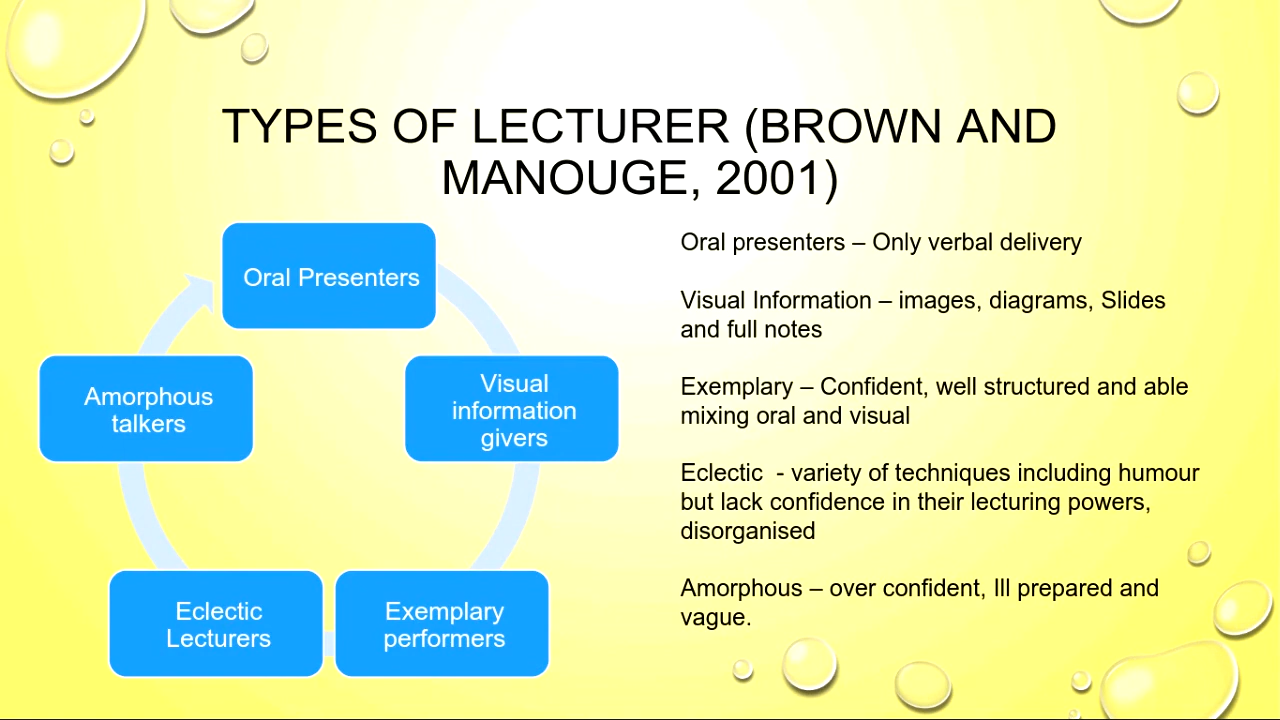 TYPES OF LECTURER (BROWN AND
MANOUGE, 2001)
Oral Presenters
Visual
information
givers
Exemplary
performers
Eclectic
Lecturers
Amorphous
talkers
Oral presenters – Only verbal delivery
Visual Information – images, diagrams, Slides
and full notes
Exemplary – Confident, well structured and able
mixing oral and visual
Eclectic  - variety of techniques including humour
but lack confidence in their lecturing powers,
disorganised
Amorphous – over confident, Ill prepared and
vague.